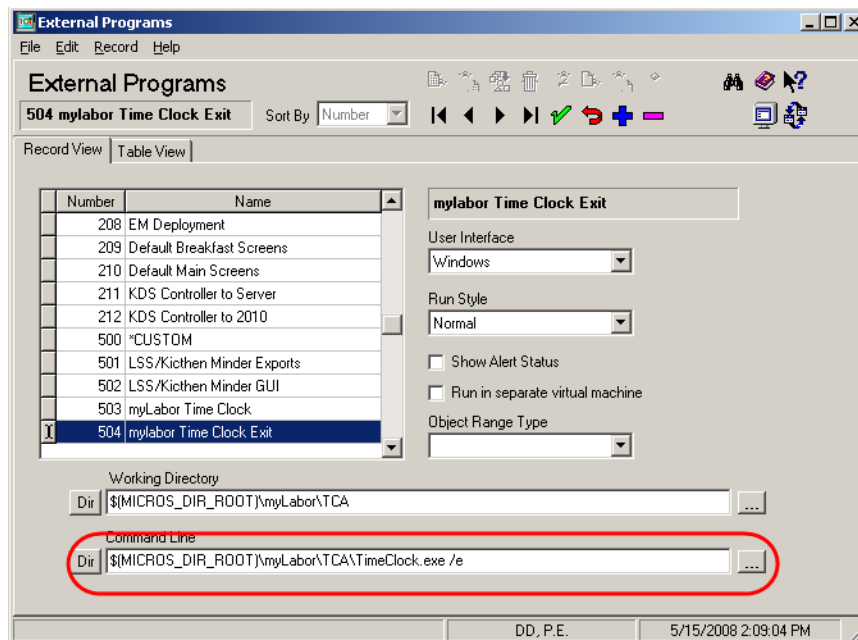 External Programs
File Edit Record Help
External Programs
504 mylabor Time Clock Exit Sort By Number
Record View Table View
Number Name
208 EM Deployment
209 Default Breakfast Screens
210 Default Main Screens
211 KDS Controller to Server
212 KDS Controller to 2010
500 *CUSTOM
501 LSS/Kicthen Minder Exports
502 LSS/Kicthen Minder GUI
503 myLabor Time Clock
504 mylabor Time Clock Exit
mylabor Time Clock Exit
User Interface
Windows
Run Style
Normal
Show Alert Status
Run in separate virtual machine
Object Range Type
Working Directory
Dir $(MICROS_DIR_ROOT)\myLabor\TCA ...
Command Line
Dir $(MICROS_DIR_ROOT)\myLabor\TCA\TimeClock.exe /e ...
DD, P.E. 5/15/2008 2:09:04 PM